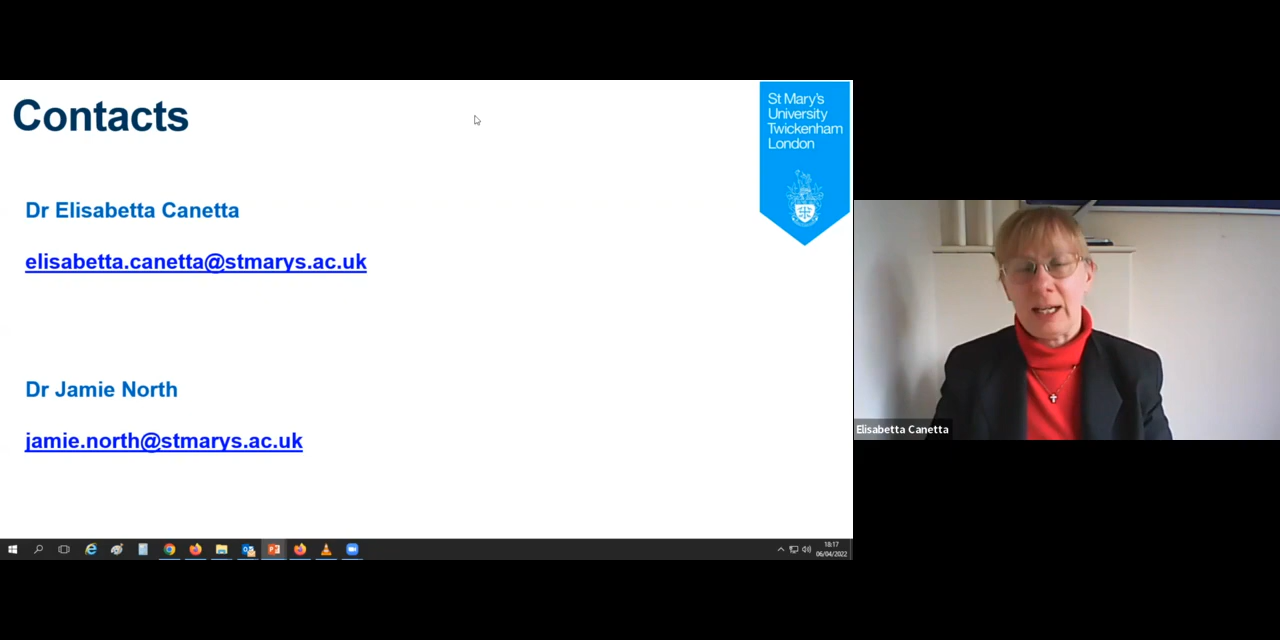 Contacts
St Mary's
University
Twickenham
London
Dr Elisabetta Canetta
elisabetta.canetta@stmarys.ac.uk
Dr Jamie North
jamie.north@stmarys.ac.uk
Elisabetta Canetta
18:17
06/04/2022